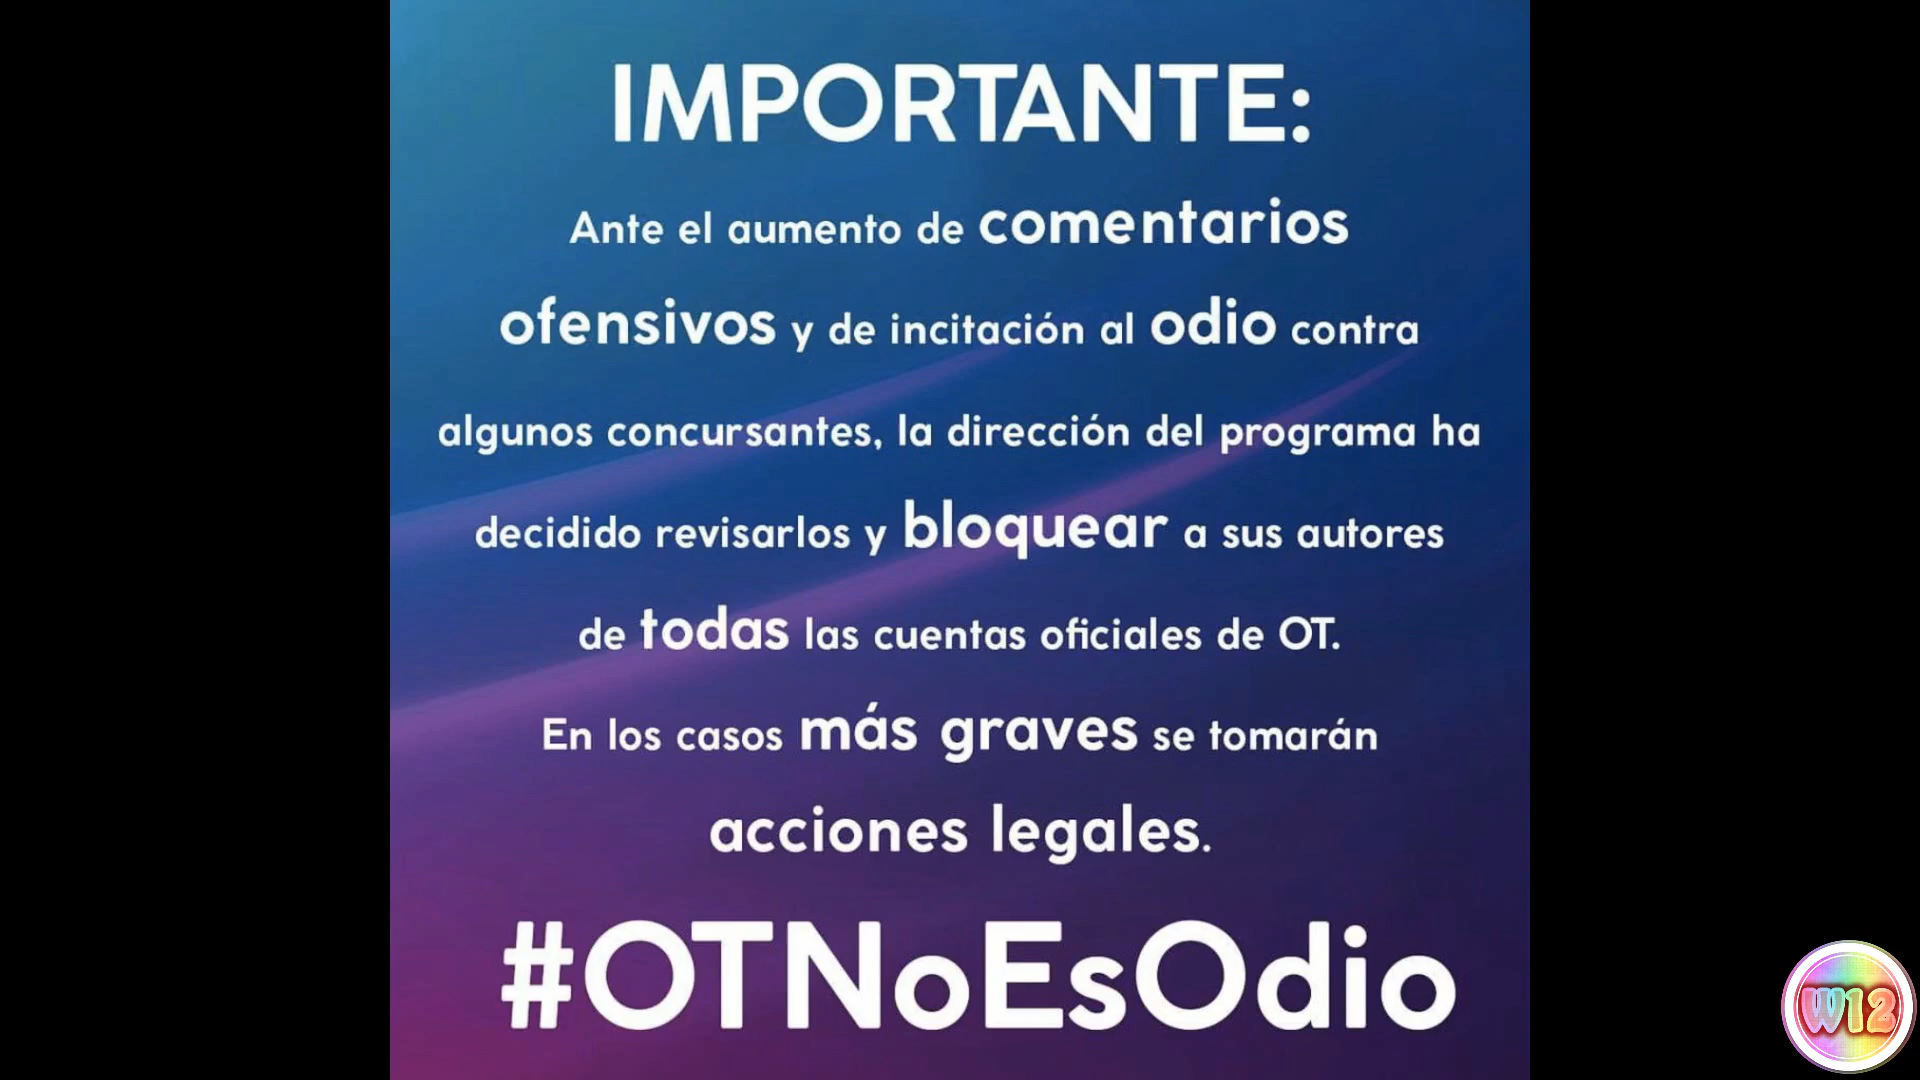 IMPORTANTE:
Ante el aumento de comentarios
ofensivos y de incitación al odio contra
algunos concursantes, la dirección del programa ha
decidido revisarlos y bloquear a sus autores
de todas las cuentas oficiales de OT.
En los casos más graves se tomarán
acciones legales.
#OTNoEsOdio
W12